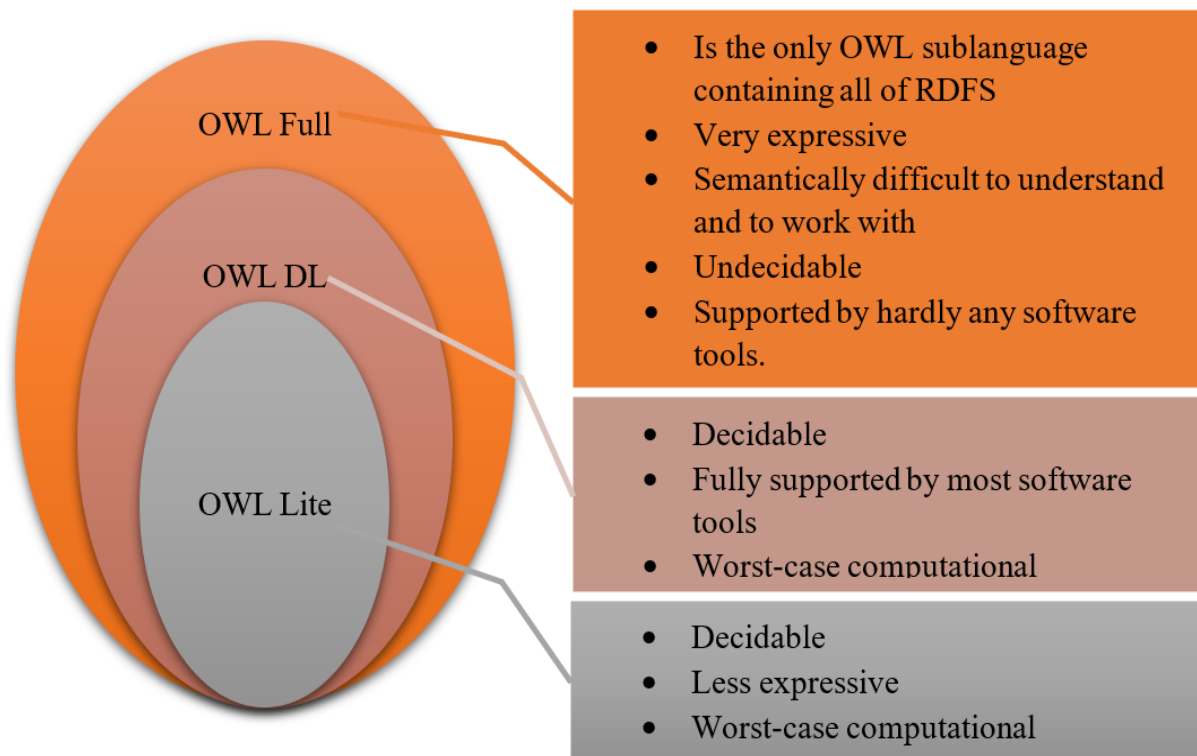 OWL Full
OWL DL
OWL Lite
• Is the only OWL sublanguage
containing all of RDFS
• Very expressive
• Semantically difficult to understand
and to work with
• Undecidable
• Supported by hardly any software
tools.
• Decidable
• Fully supported by most software
tools
• Worst-case computational
• Decidable
• Less expressive
• Worst-case computational